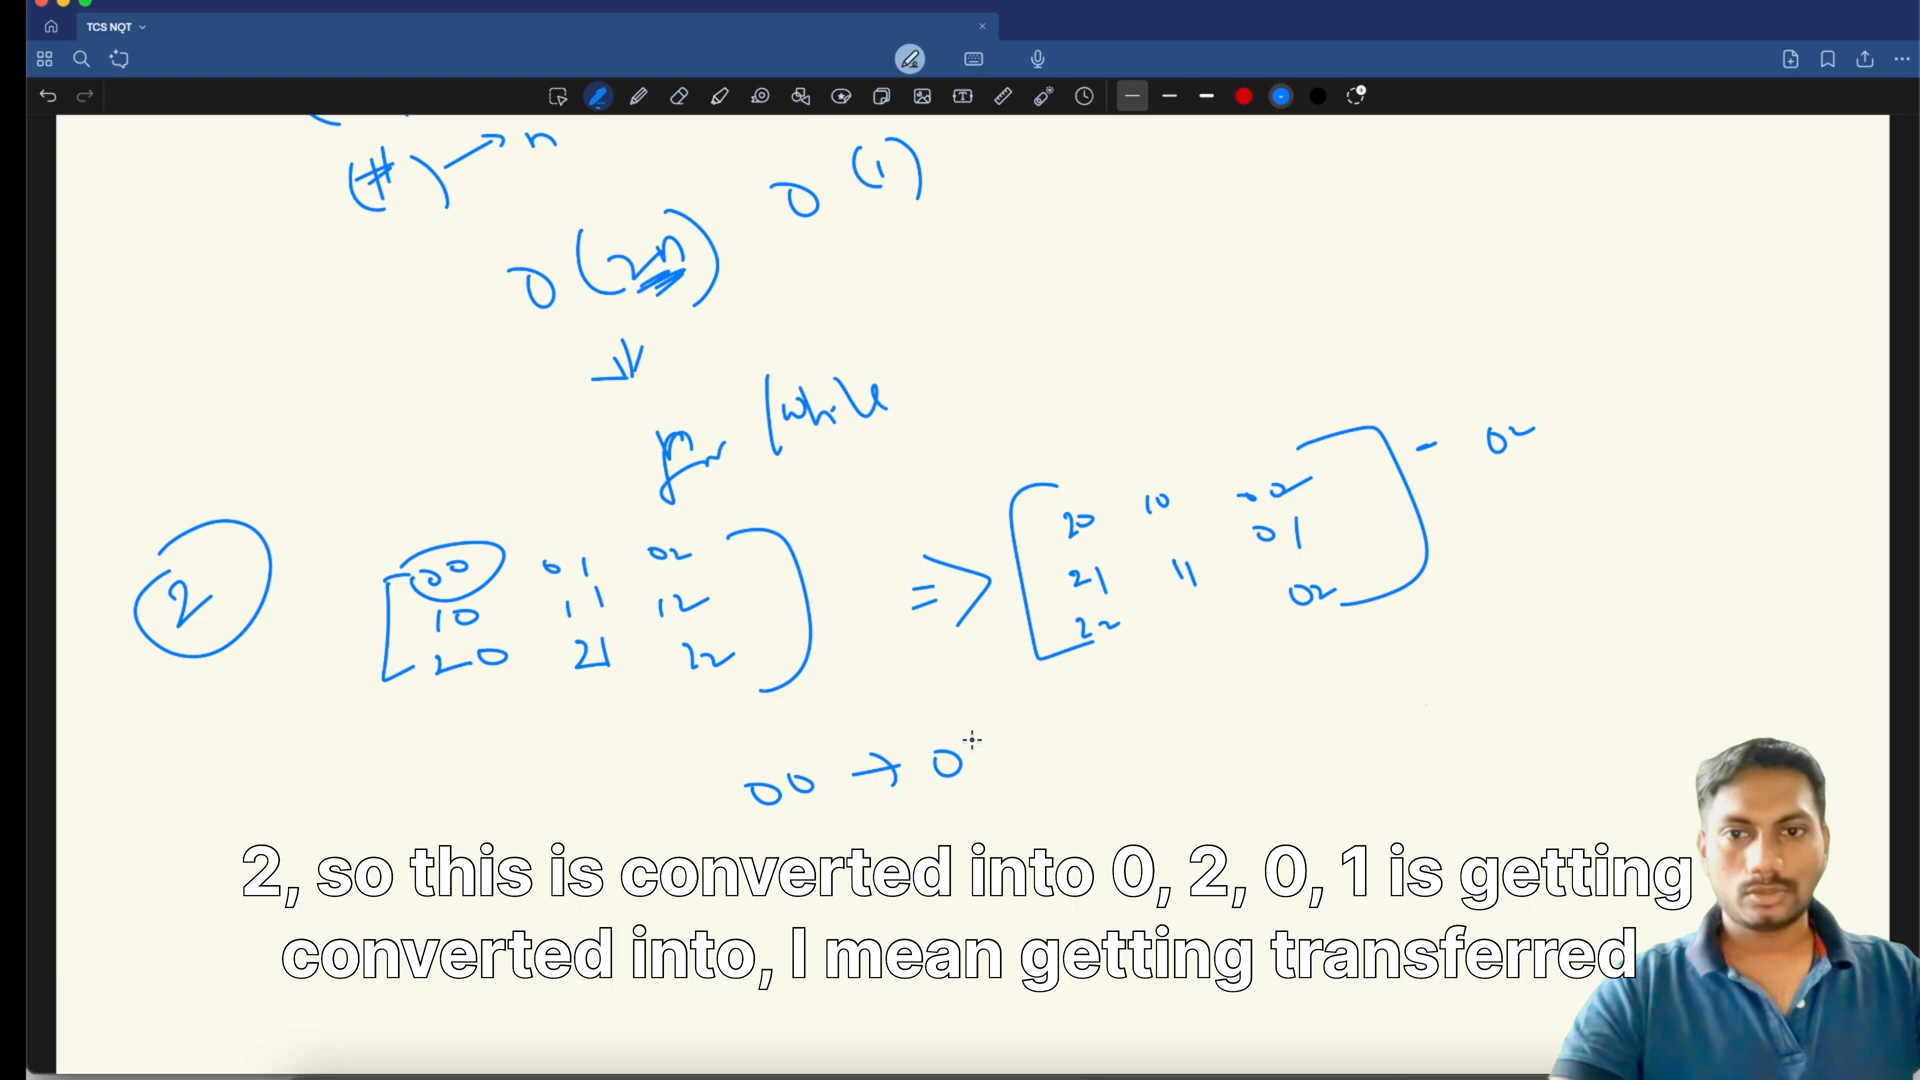 TCS NQT
(#) → n
O (1)
O (2n)
for / while
20 10 00 - 02
01
21 11
02
22
2
00 01 02
10 11 12
20 21 22
=>
00 → 0
2, so this is converted into 0, 2, 0, 1 is getting
converted into, I mean getting transferred